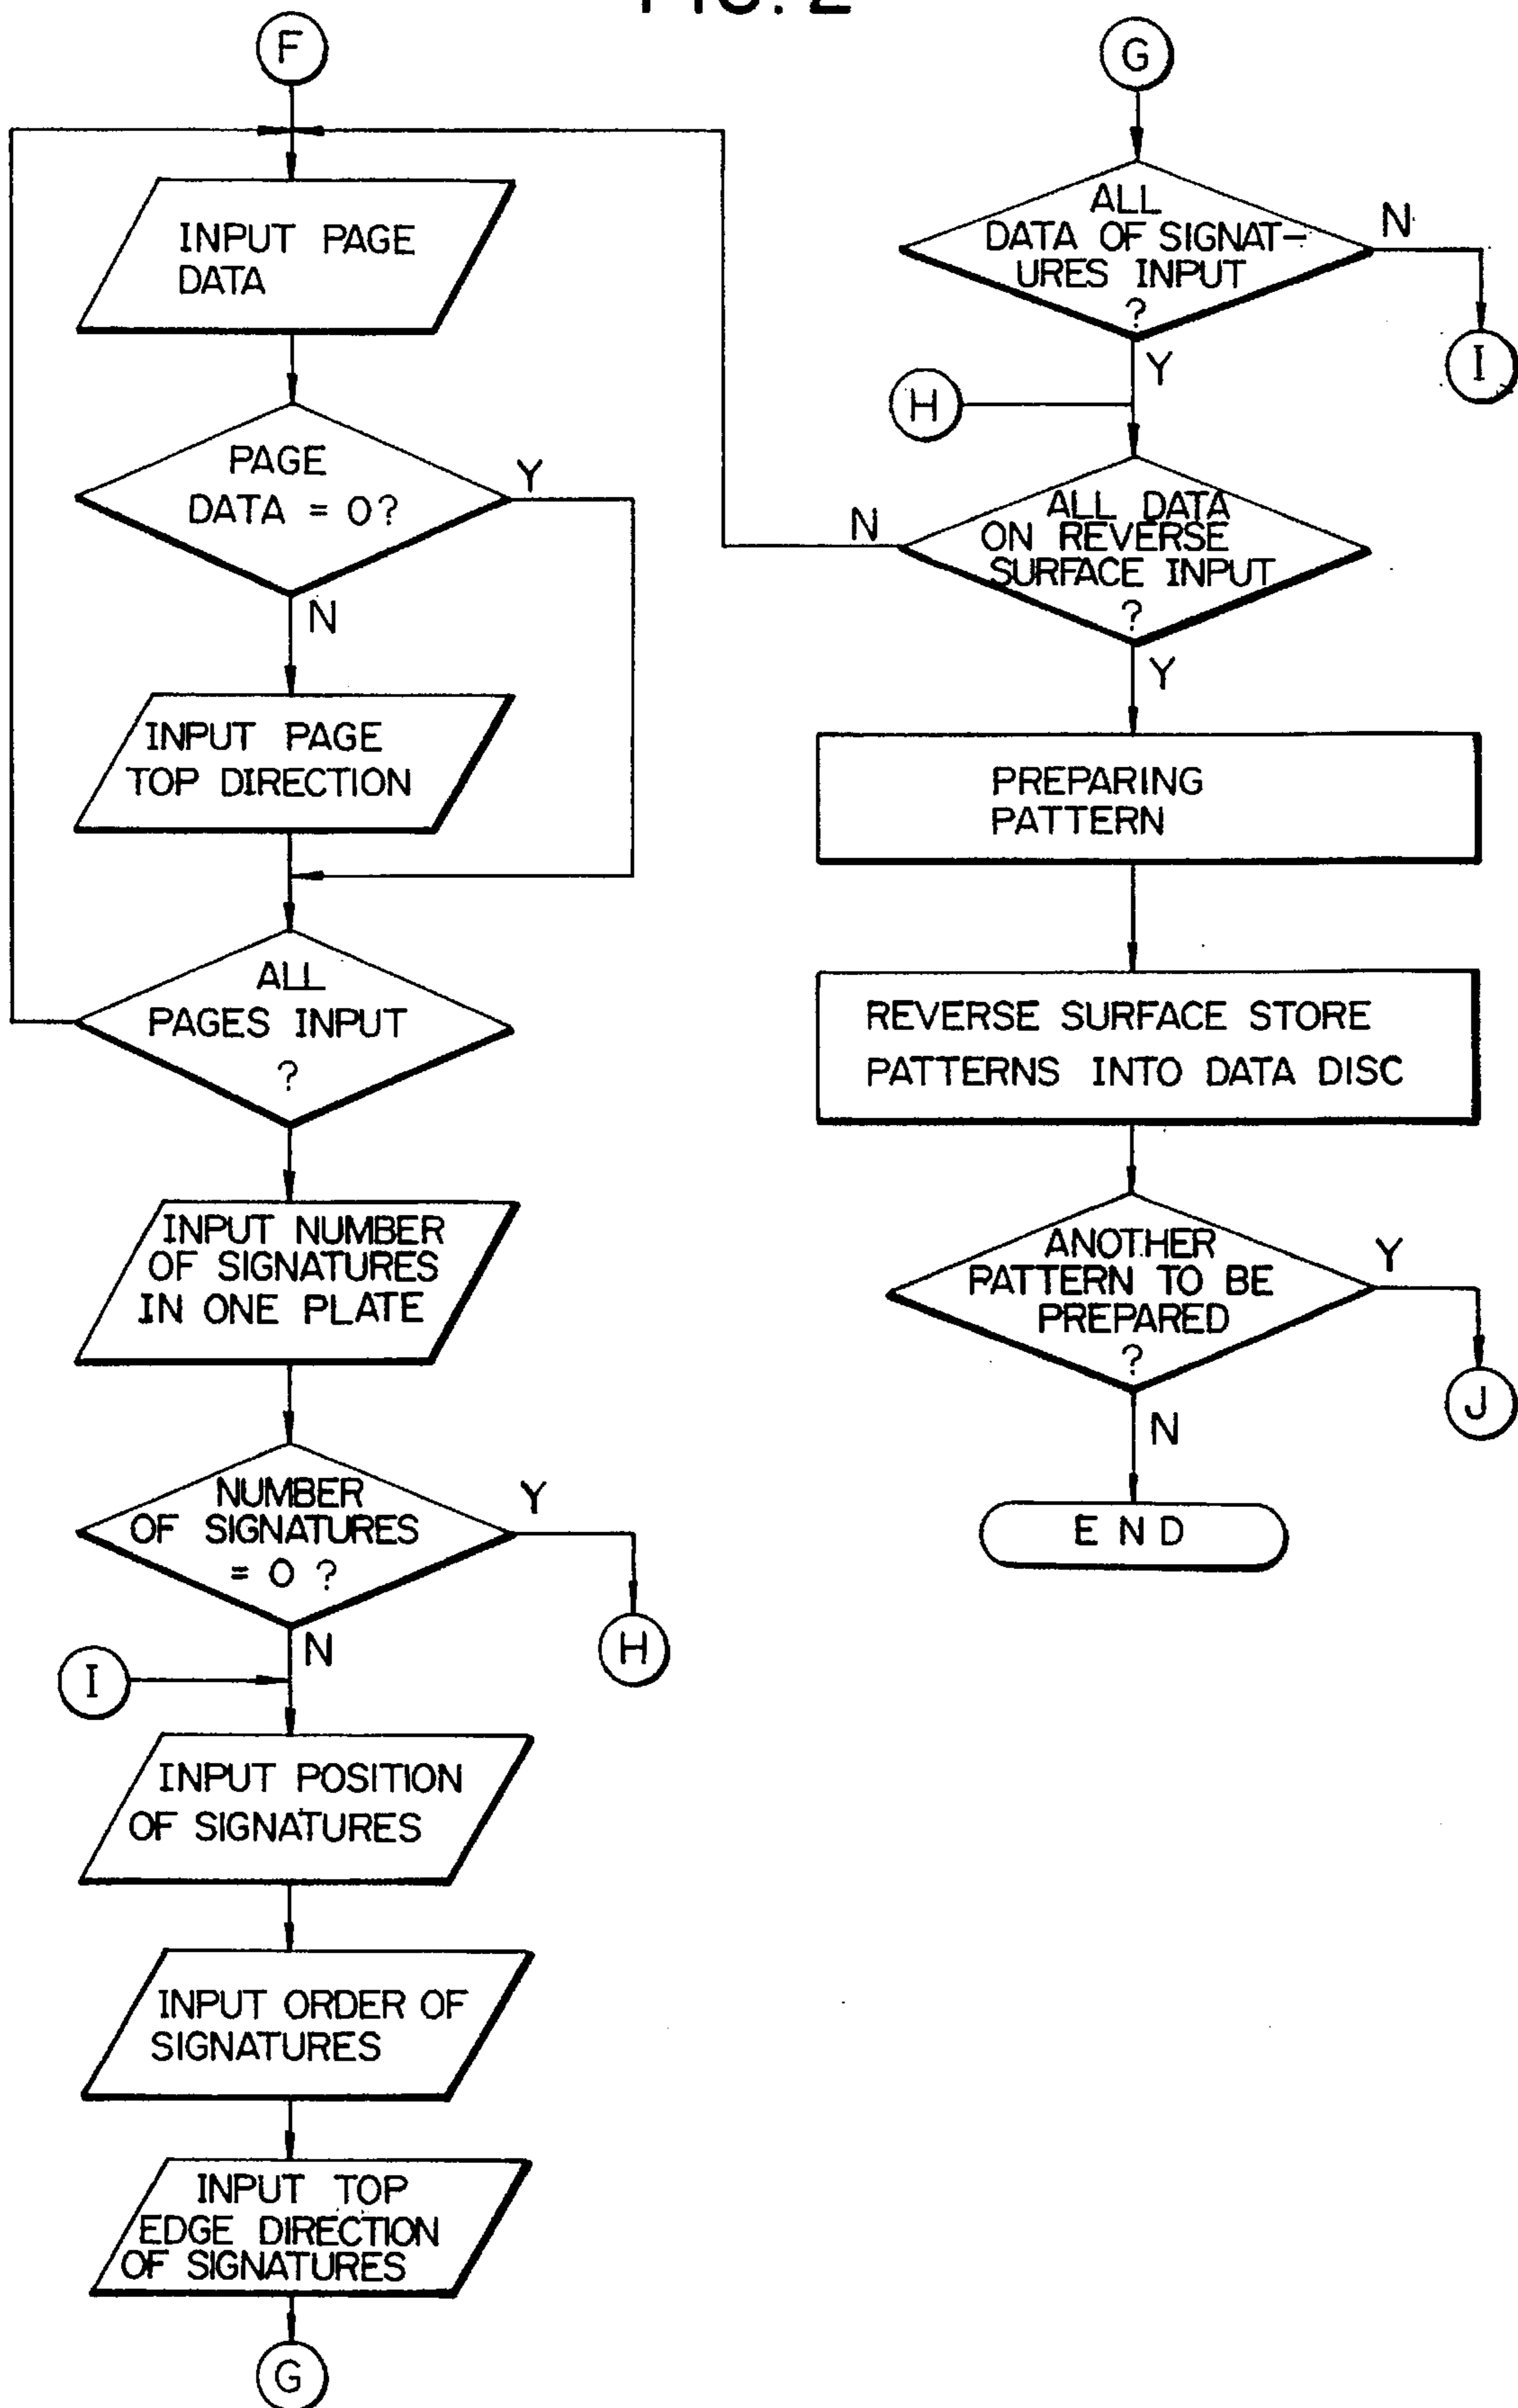 FIG. 2
F
INPUT PAGE
DATA
PAGE
DATA = 0?
Y
N
INPUT PAGE
TOP DIRECTION
ALL
PAGES INPUT
?
INPUT NUMBER
OF SIGNATURES
IN ONE PLATE
NUMBER
OF SIGNATURES
= 0 ?
Y
H
N
I
INPUT POSITION
OF SIGNATURES
INPUT ORDER OF
SIGNATURES
INPUT TOP
EDGE DIRECTION
OF SIGNATURES
G
G
ALL
DATA OF SIGNAT-
URES INPUT
?
N
I
Y
H
ALL DATA
ON REVERSE
SURFACE INPUT
?
N
Y
PREPARING
PATTERN
REVERSE SURFACE STORE
PATTERNS INTO DATA DISC
ANOTHER
PATTERN TO BE
PREPARED
?
Y
J
N
END